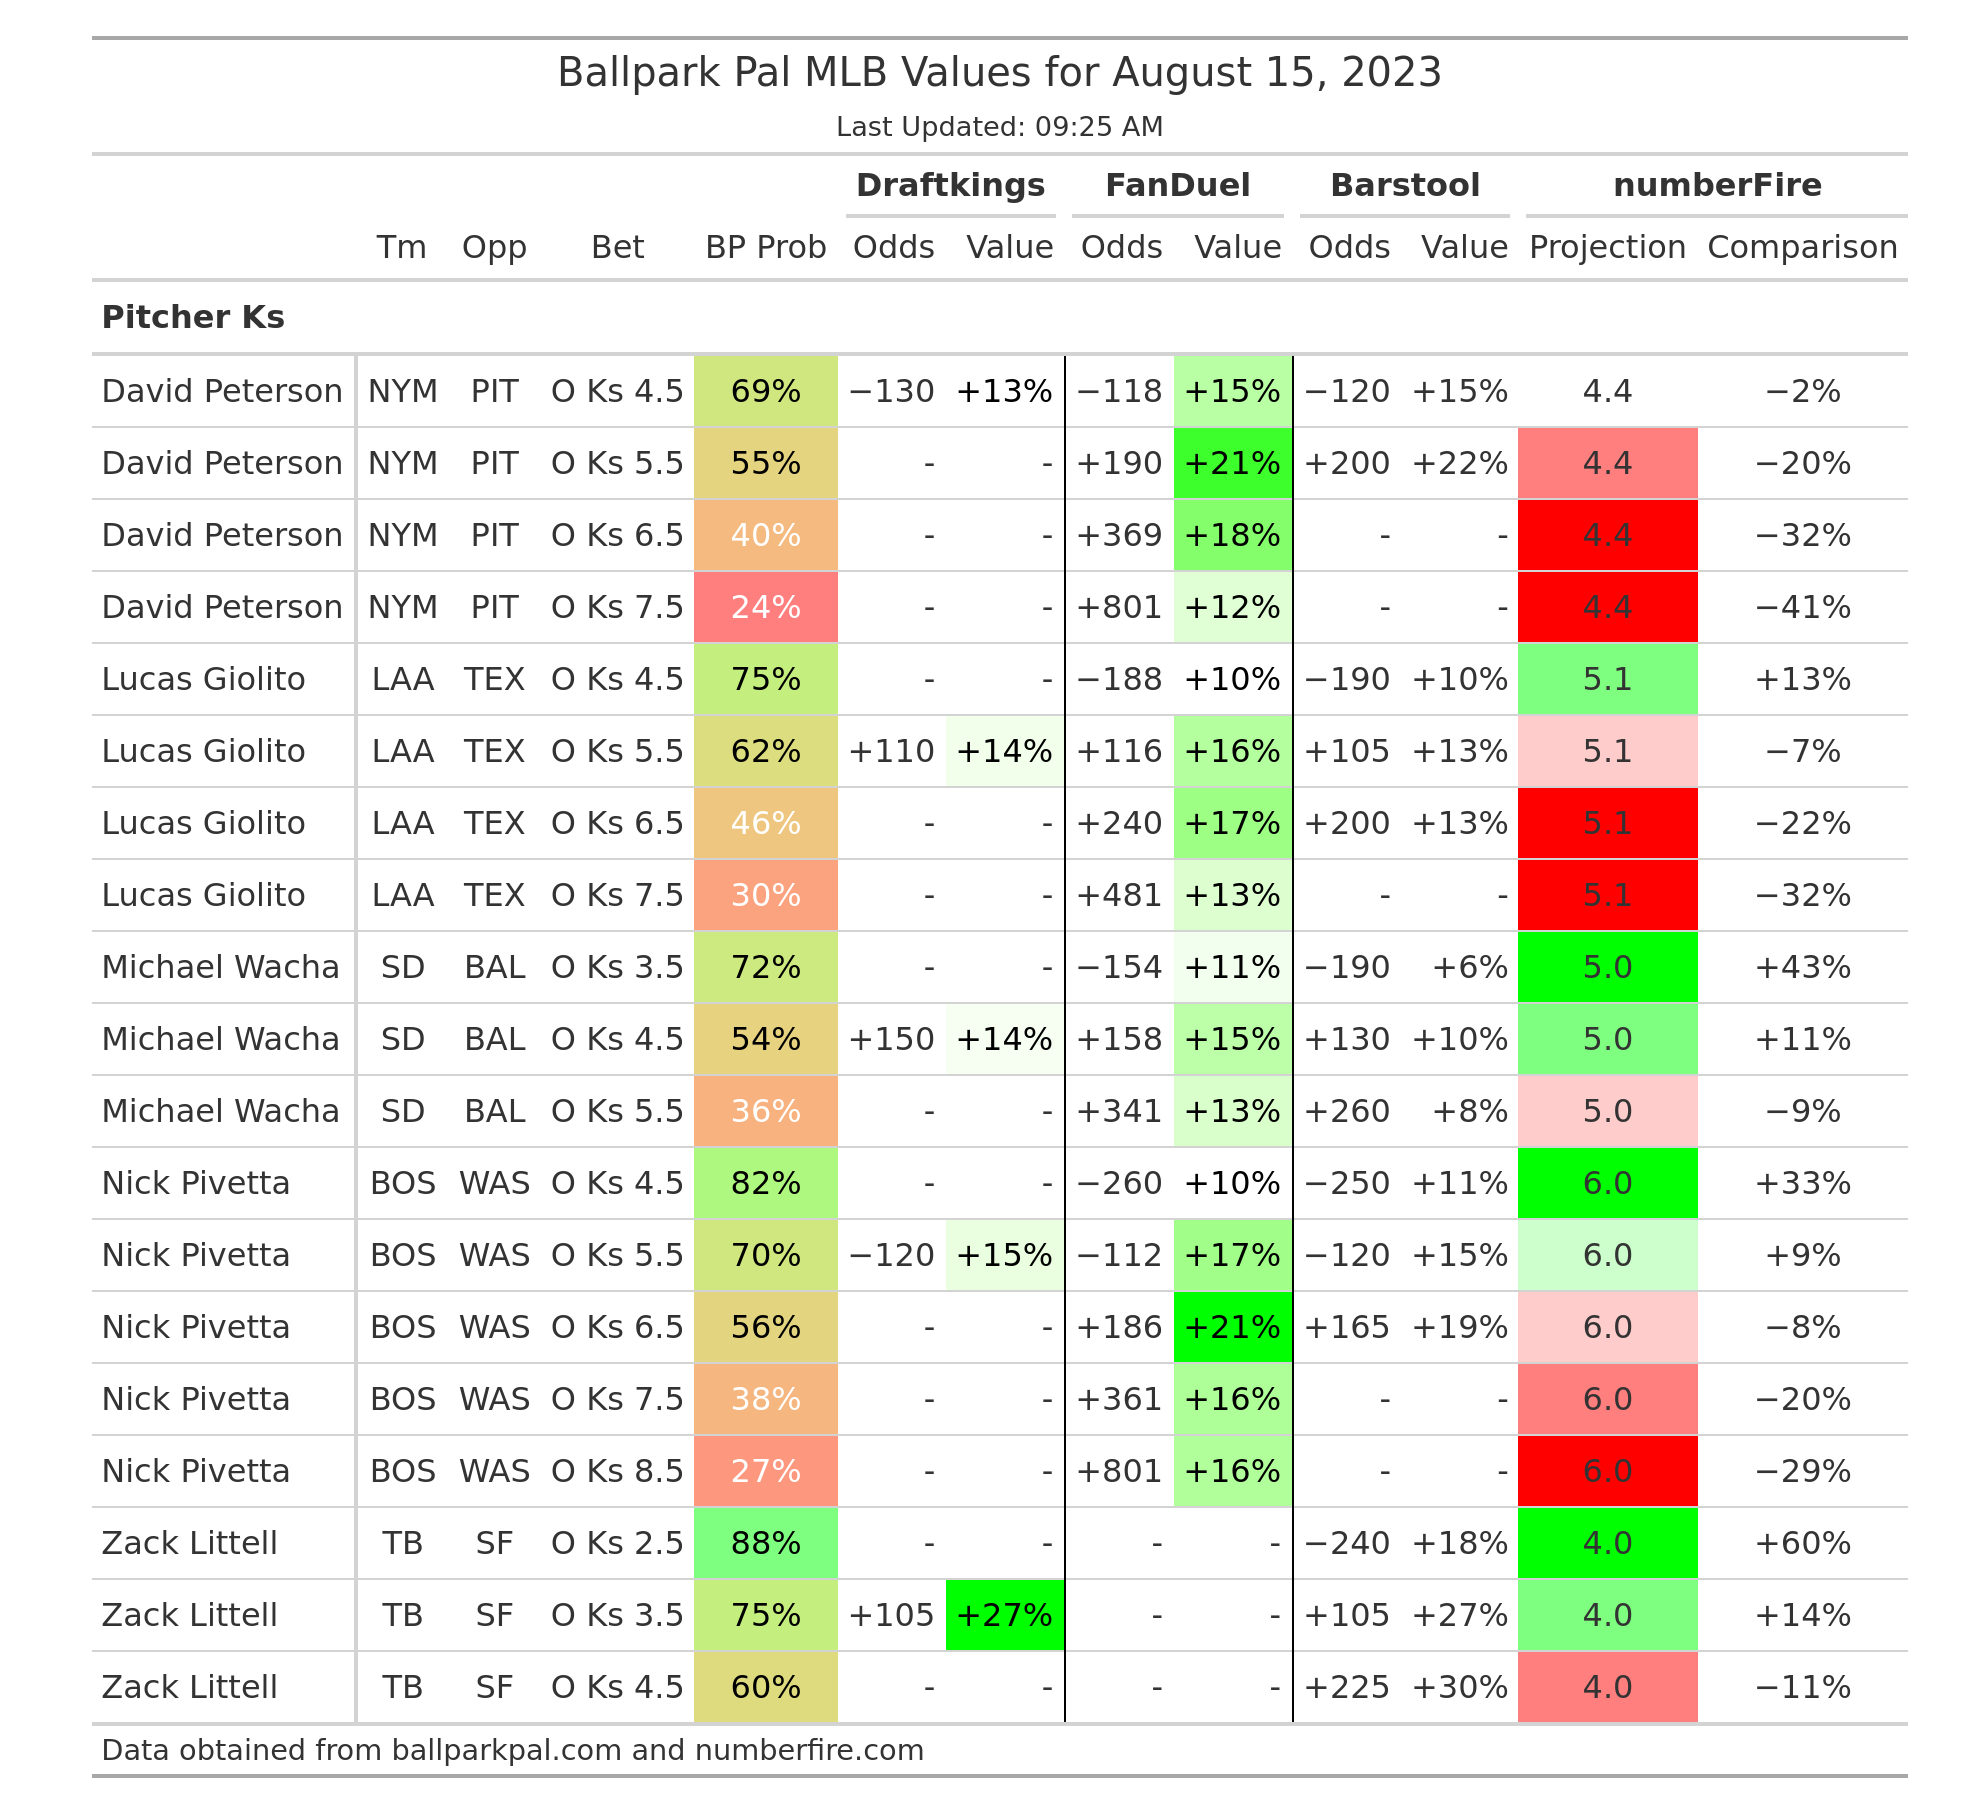 Ballpark Pal MLB Values for August 15, 2023
Last Updated: 09:25 AM
Draftkings FanDuel Barstool numberFire
Tm Opp Bet BP Prob Odds Value Odds Value Odds Value Projection Comparison
Pitcher Ks
David Peterson NYM PIT O Ks 4.5 69% −130 +13% −118 +15% −120 +15% 4.4 −2%
David Peterson NYM PIT O Ks 5.5 55% - - +190 +21% +200 +22% 4.4 −20%
David Peterson NYM PIT O Ks 6.5 40% - - +369 +18% - - 4.4 −32%
David Peterson NYM PIT O Ks 7.5 24% - - +801 +12% - - 4.4 −41%
Lucas Giolito LAA TEX O Ks 4.5 75% - - −188 +10% −190 +10% 5.1 +13%
Lucas Giolito LAA TEX O Ks 5.5 62% +110 +14% +116 +16% +105 +13% 5.1 −7%
Lucas Giolito LAA TEX O Ks 6.5 46% - - +240 +17% +200 +13% 5.1 −22%
Lucas Giolito LAA TEX O Ks 7.5 30% - - +481 +13% - - 5.1 −32%
Michael Wacha SD BAL O Ks 3.5 72% - - −154 +11% −190 +6% 5.0 +43%
Michael Wacha SD BAL O Ks 4.5 54% +150 +14% +158 +15% +130 +10% 5.0 +11%
Michael Wacha SD BAL O Ks 5.5 36% - - +341 +13% +260 +8% 5.0 −9%
Nick Pivetta BOS WAS O Ks 4.5 82% - - −260 +10% −250 +11% 6.0 +33%
Nick Pivetta BOS WAS O Ks 5.5 70% −120 +15% −112 +17% −120 +15% 6.0 +9%
Nick Pivetta BOS WAS O Ks 6.5 56% - - +186 +21% +165 +19% 6.0 −8%
Nick Pivetta BOS WAS O Ks 7.5 38% - - +361 +16% - - 6.0 −20%
Nick Pivetta BOS WAS O Ks 8.5 27% - - +801 +16% - - 6.0 −29%
Zack Littell TB SF O Ks 2.5 88% - - - - −240 +18% 4.0 +60%
Zack Littell TB SF O Ks 3.5 75% +105 +27% - - +105 +27% 4.0 +14%
Zack Littell TB SF O Ks 4.5 60% - - - - +225 +30% 4.0 −11%
Data obtained from ballparkpal.com and numberfire.com